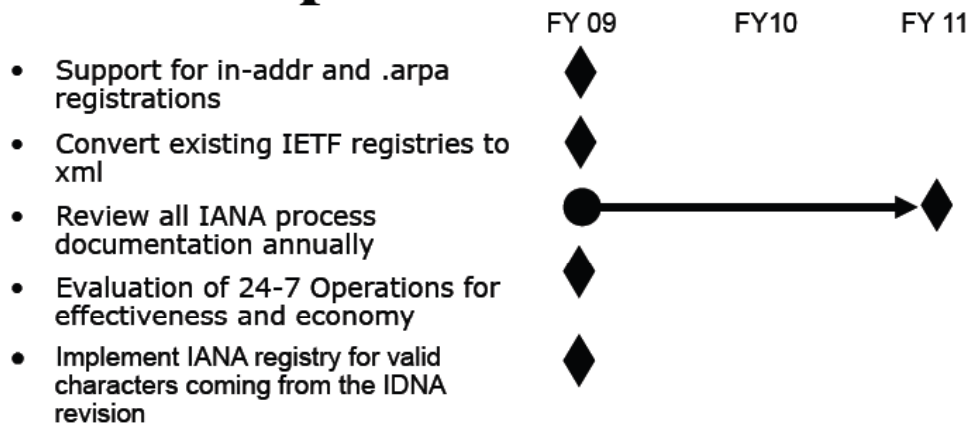 FY 09 FY10 FY 11
• Support for in-addr and .arpa
registrations
• Convert existing IETF registries to
xml
• Review all IANA process
documentation annually
• Evaluation of 24-7 Operations for
effectiveness and economy
• Implement IANA registry for valid
characters coming from the IDNA
revision